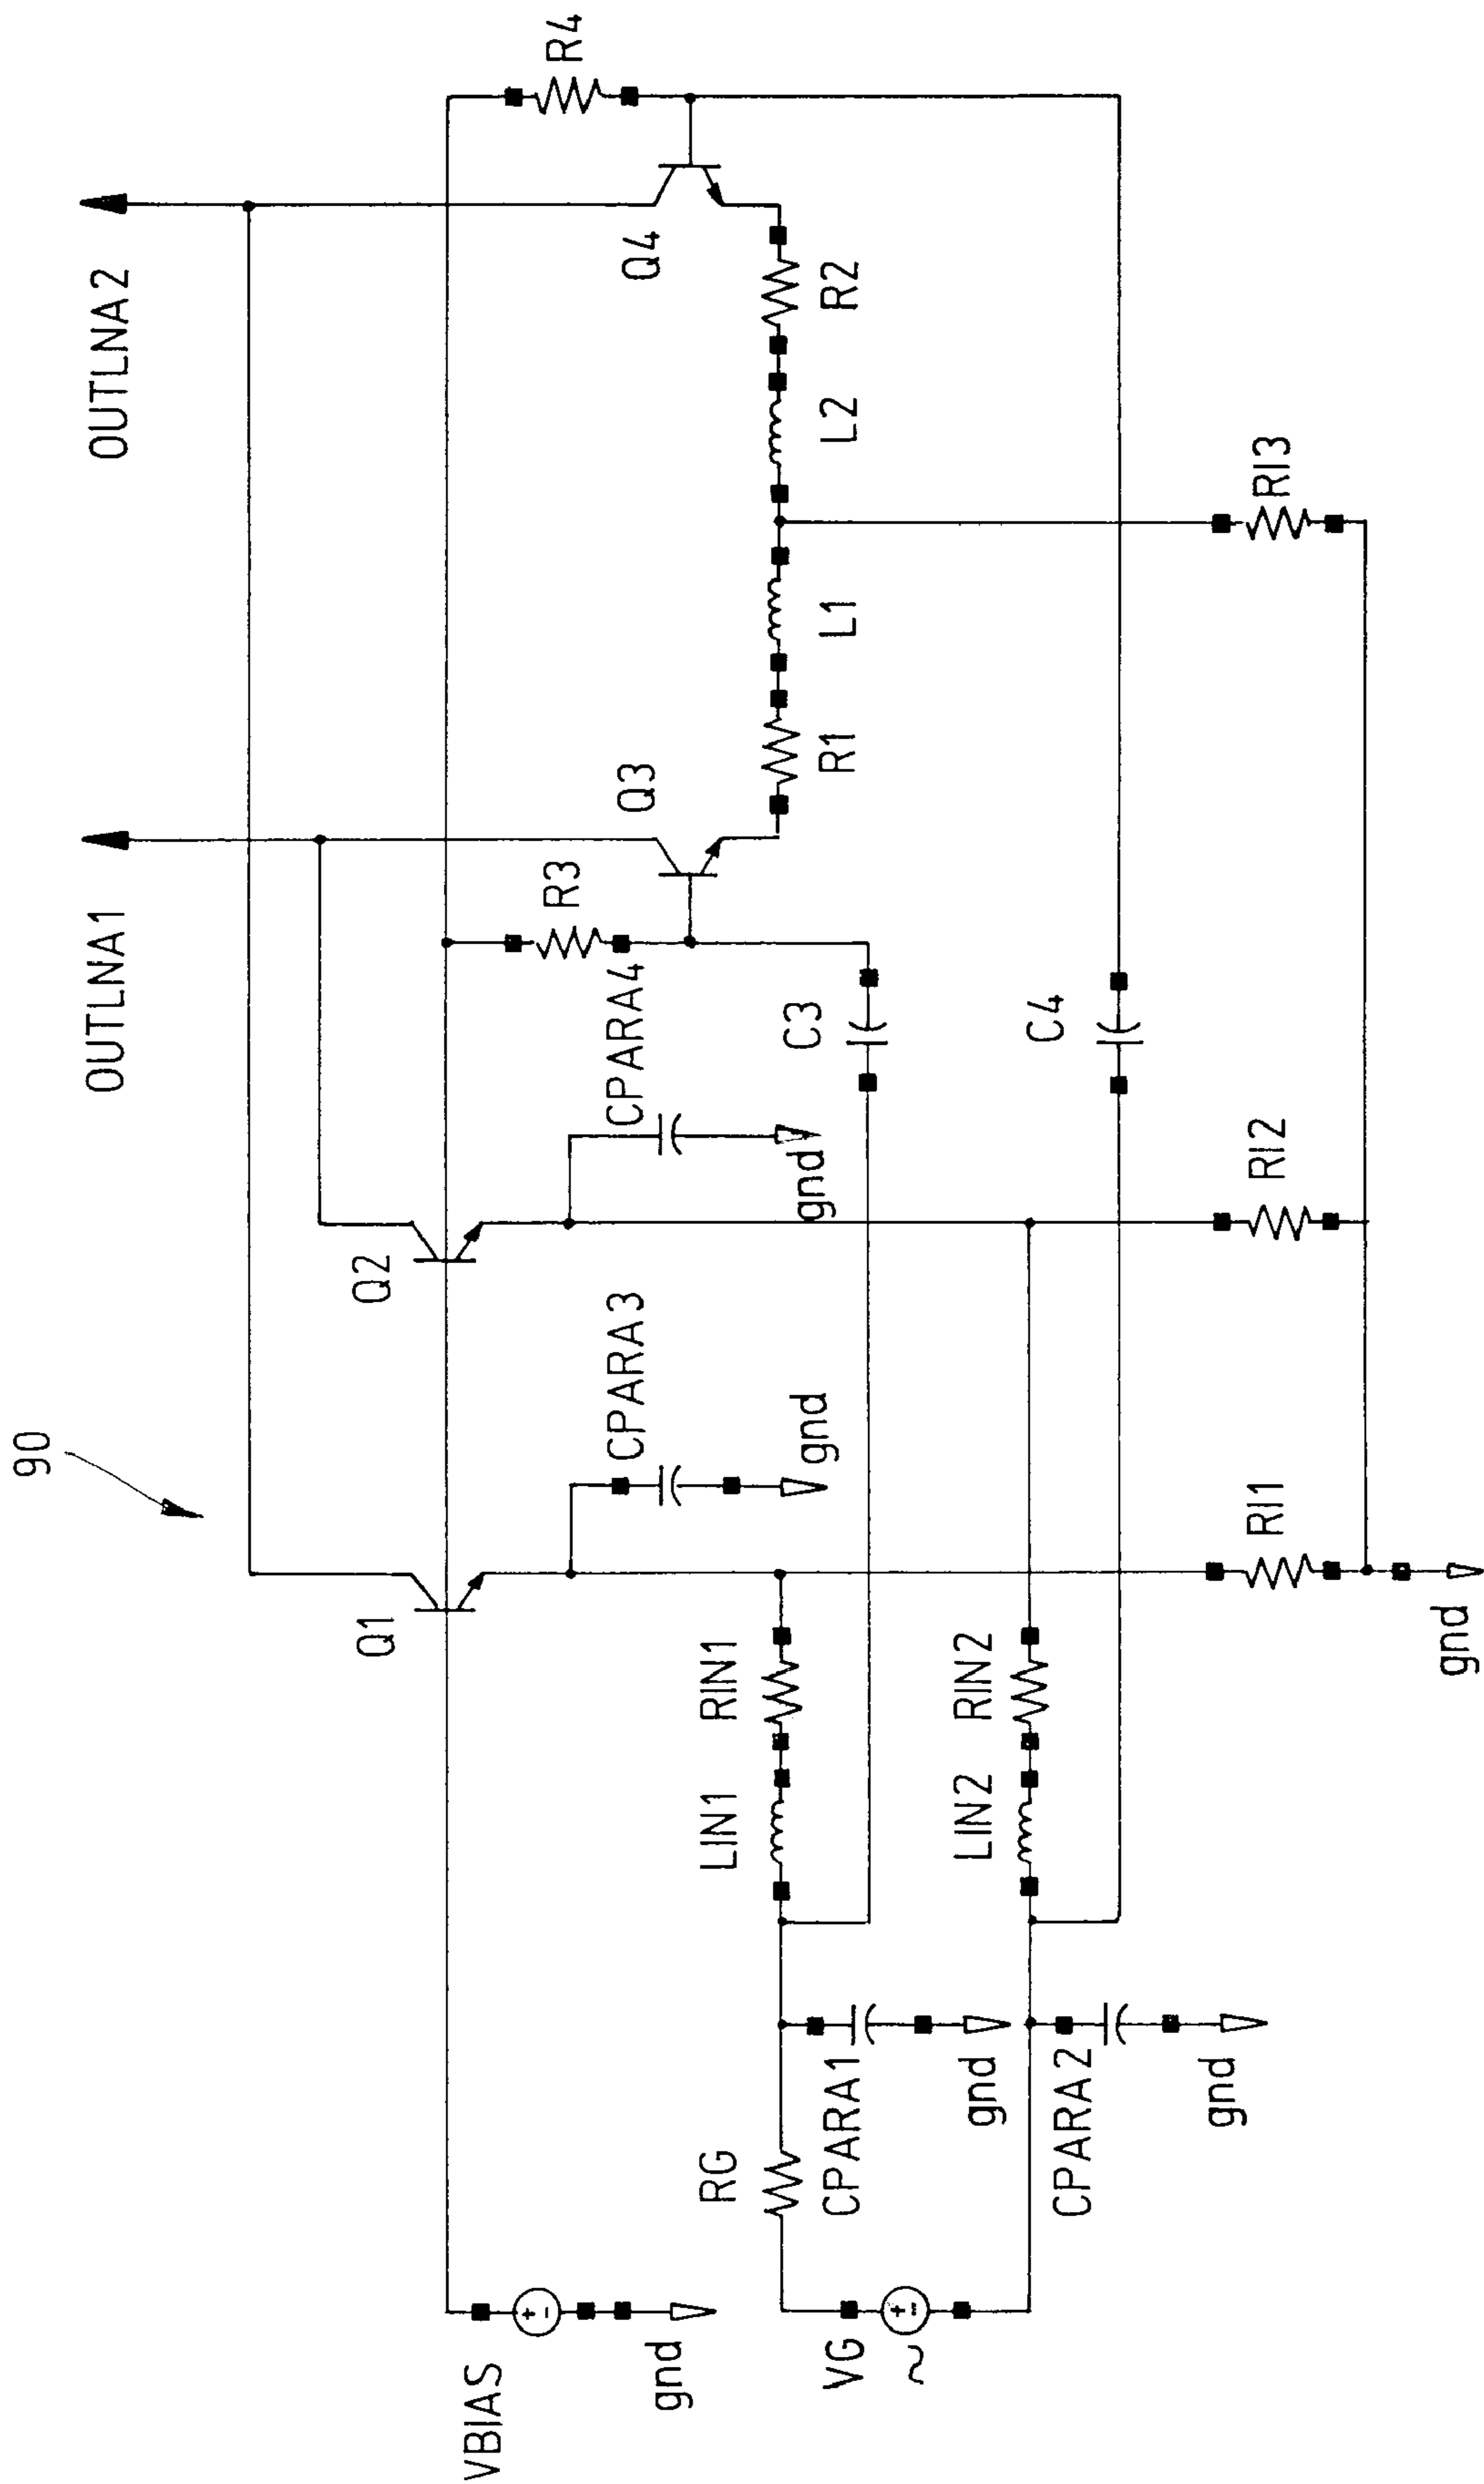 90
OUTLNA1
OUTLNA2
Q1
Q2
Q3
Q4
R3
R4
CPARA3
CPARA4
gnd
gnd
VBIAS
gnd
RG
LIN1
RIN1
C3
R1
L1
L2
R2
VG
~
CPARA1
gnd
LIN2
RIN2
C4
CPARA2
gnd
RI1
RI2
RI3
gnd